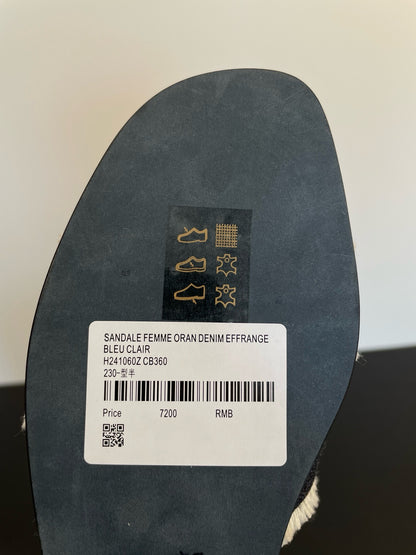 SANDALE FEMME ORAN DENIM EFFRANGE
BLEU CLAIR
H241060Z CB360
230-型半
Price 7200 RMB